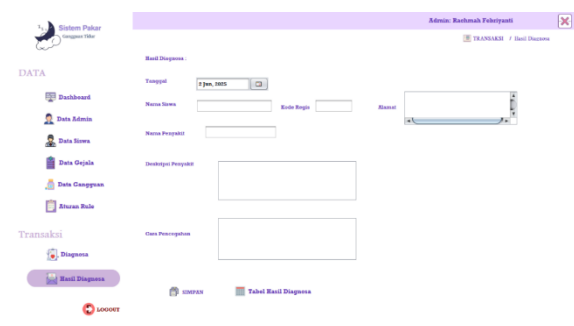 Sistem Pakar
Gangguan Tidur
Admin: Rachmah Febriyanti
TRANSAKSI / Hasil Diagnosa
DATA
Dashboard
Data Admin
Data Siswa
Data Gejala
Data Gangguan
Aturan Rule
Transaksi
Diagnosa
Hasil Diagnosa
LOGOUT
Hasil Diagnosa :
Tanggal
2 Jun, 2025
Nama Siswa
Kode Regis
Alamat
Nama Penyakit
Deskripsi Penyakit
Cara Pencegahan
SIMPAN
Tabel Hasil Diagnosa